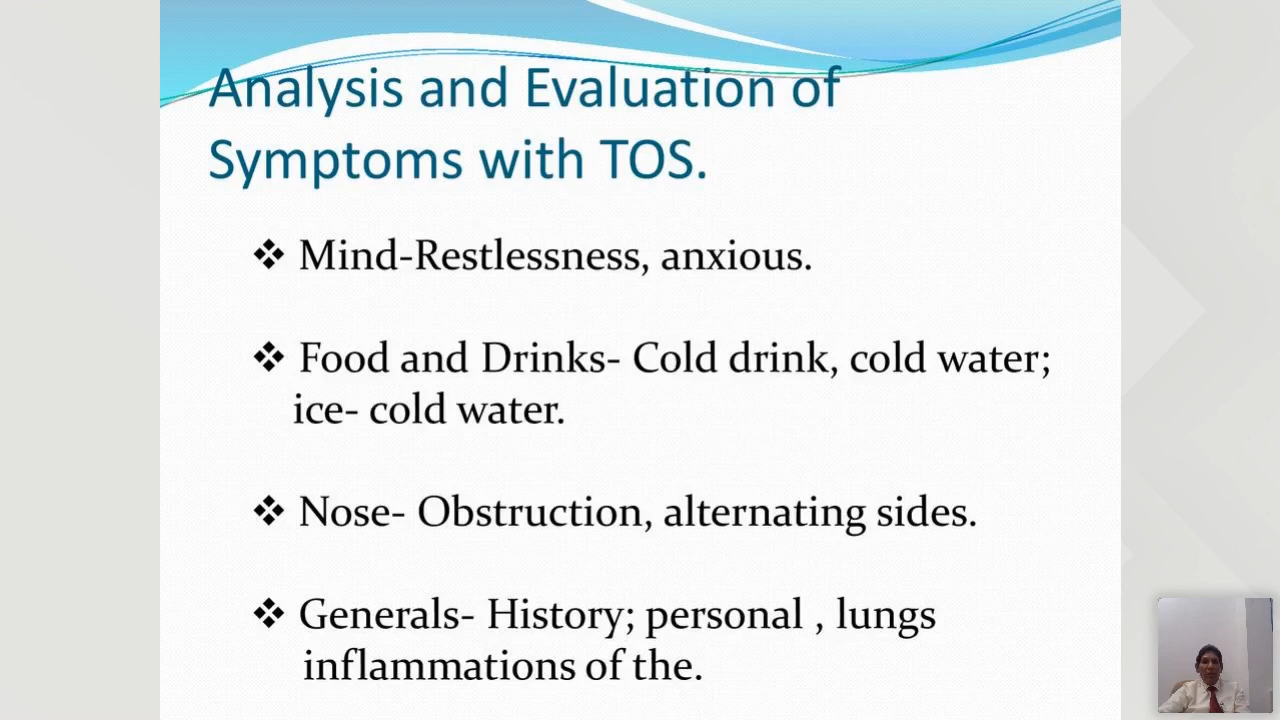 Analysis and Evaluation of
Symptoms with TOS.
❖ Mind-Restlessness, anxious.
❖ Food and Drinks- Cold drink, cold water;
ice- cold water.
❖ Nose- Obstruction, alternating sides.
❖ Generals- History; personal , lungs
inflammations of the.